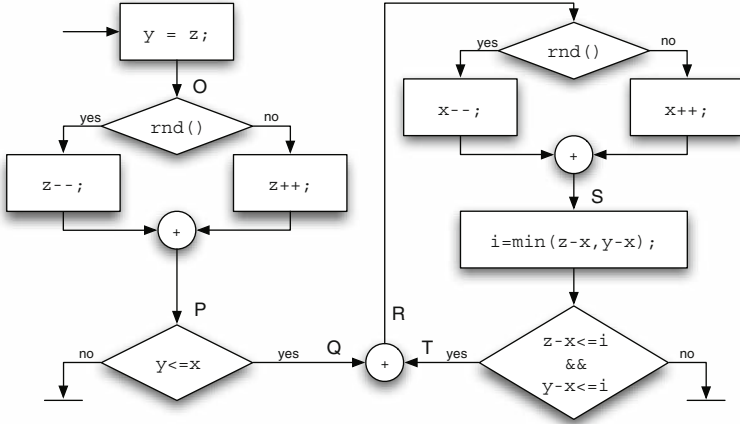 y = z;
O
yes
rnd()
no
z--;
z++;
+
P
no
y<=x
yes
Q
R
+
T
yes
rnd()
no
x--;
x++;
+
S
i=min(z-x,y-x);
yes
z-x<=i
&&
y-x<=i
no